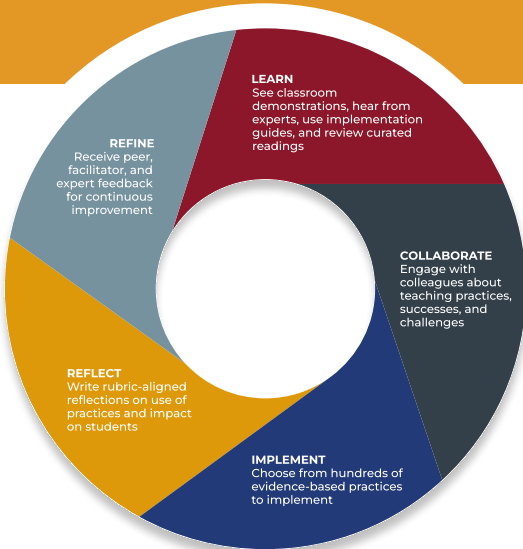 LEARN
See classroom
demonstrations, hear from
experts, use implementation
guides, and review curated
readings
COLLABORATE
Engage with
colleagues about
teaching practices,
successes, and
challenges
IMPLEMENT
Choose from hundreds of
evidence-based practices
to implement
REFLECT
Write rubric-aligned
reflections on use of
practices and impact
on students
REFINE
Receive peer,
facilitator, and
expert feedback
for continuous
improvement